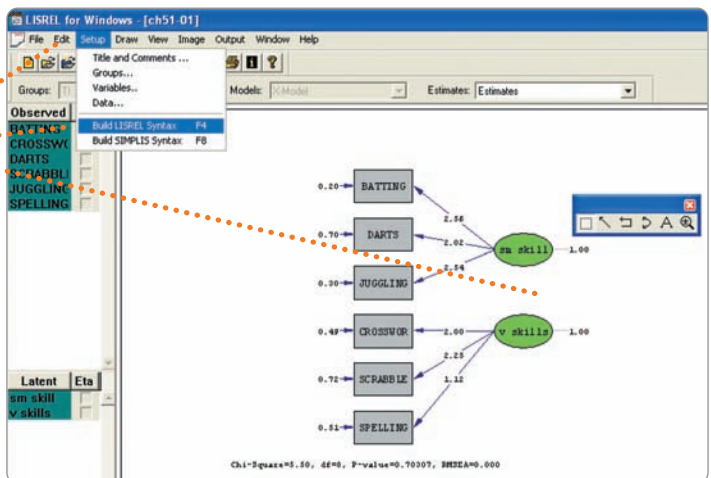 LISREL for Windows - [ch51-01]
File Edit Setup Draw View Image Output Window Help
Title and Comments ...
Groups...
Variables..
Data...
Build LISREL Syntax F4
Build SIMPLIS Syntax F8
Groups: Models: X-Model Estimates: Estimates
Observed
BATTING
CROSSW(
DARTS
SCRABBLI
JUGGLING
SPELLING
Latent Eta
sm skill
v skills
0.20 BATTING
2.58
0.70 DARTS
2.02
sm skill 1.00
2.54
0.30 JUGGLING
0.49 CROSSWOR 2.00 v skills 1.00
2.25
0.72 SCRABBLE
1.12
0.51 SPELLING
Chi-Square=5.50, df=8, P-value=0.70307, RMSEA=0.000